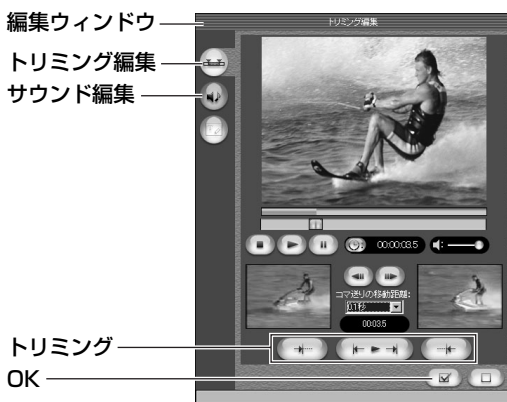 編集ウィンドウ
トリミング編集
トリミング編集
サウンド編集
00:00:03.5
コマ送りの移動距離:
0.1秒
00:03.5
トリミング
OK